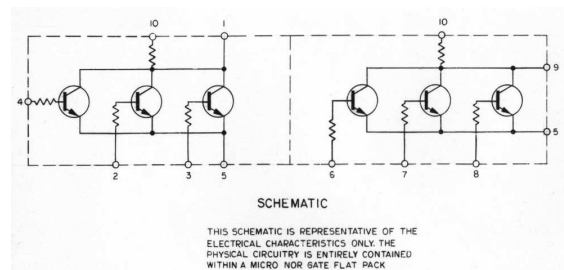 10 1 10
9
4
5
2 3 5 6 7 8
SCHEMATIC
THIS SCHEMATIC IS REPRESENTATIVE OF THE
ELECTRICAL CHARACTERISTICS ONLY. THE
PHYSICAL CIRCUITRY IS ENTIRELY CONTAINED
WITHIN A MICRO NOR GATE FLAT PACK